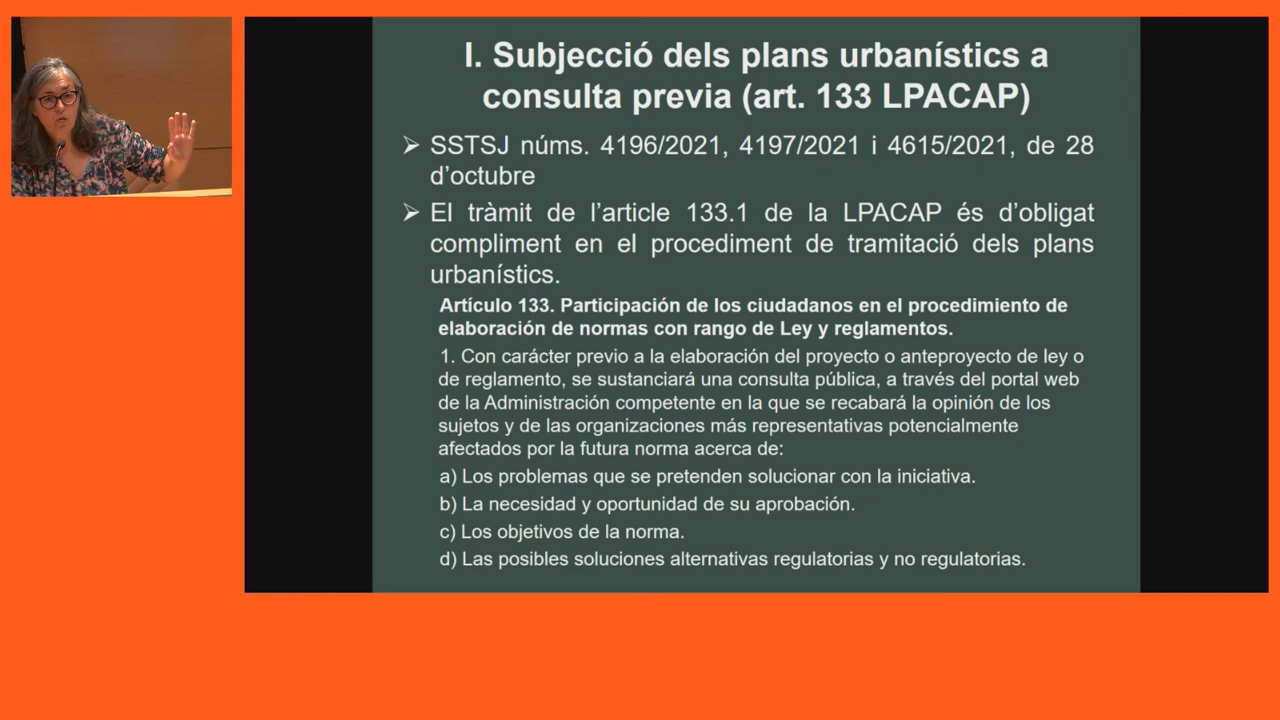 I. Subjecció dels plans urbanístics a
consulta previa (art. 133 LPACAP)
➢ SSTSJ núms. 4196/2021, 4197/2021 i 4615/2021, de 28
d’octubre
➢ El tràmit de l’article 133.1 de la LPACAP és d’obligat
compliment en el procediment de tramitació dels plans
urbanístics.
Artículo 133. Participación de los ciudadanos en el procedimiento de
elaboración de normas con rango de Ley y reglamentos.
1. Con carácter previo a la elaboración del proyecto o anteproyecto de ley o
de reglamento, se sustanciará una consulta pública, a través del portal web
de la Administración competente en la que se recabará la opinión de los
sujetos y de las organizaciones más representativas potencialmente
afectados por la futura norma acerca de:
a) Los problemas que se pretenden solucionar con la iniciativa.
b) La necesidad y oportunidad de su aprobación.
c) Los objetivos de la norma.
d) Las posibles soluciones alternativas regulatorias y no regulatorias.